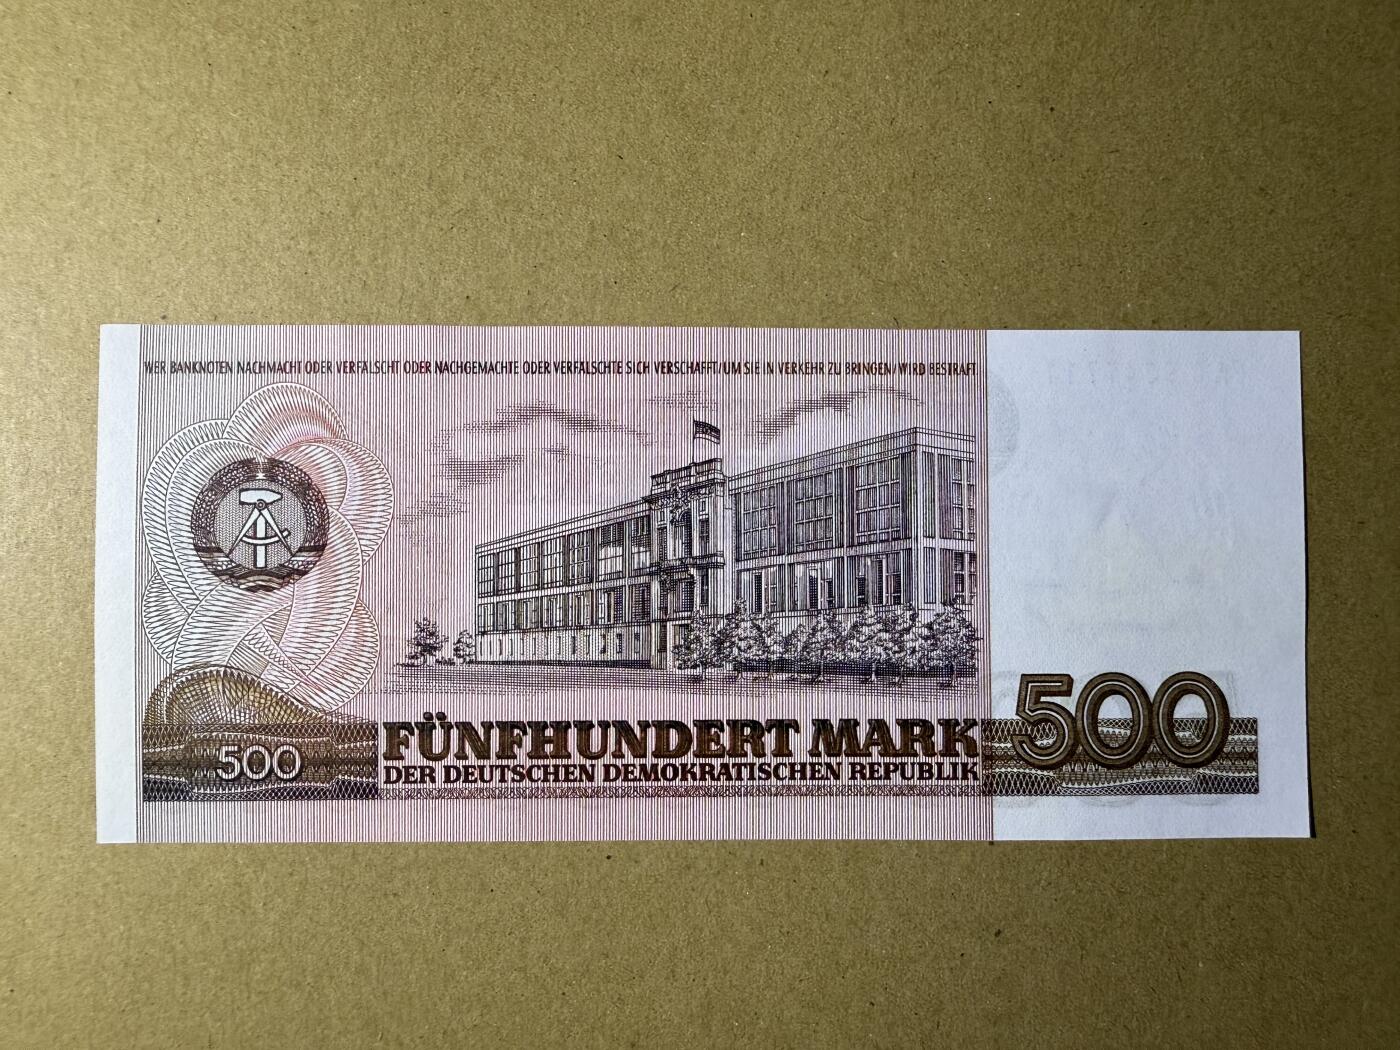 WER BANKNOTEN NACHMACHT ODER VERFÄLSCHT ODER NACHGEMACHTE ODER VERFÄLSCHTE SICH VERSCHAFFT/UM SIE IN VERKEHR ZU BRINGEN/WIRD BESTRAFT
500
FÜNFHUNDERT MARK
DER DEUTSCHEN DEMOKRATISCHEN REPUBLIK
500